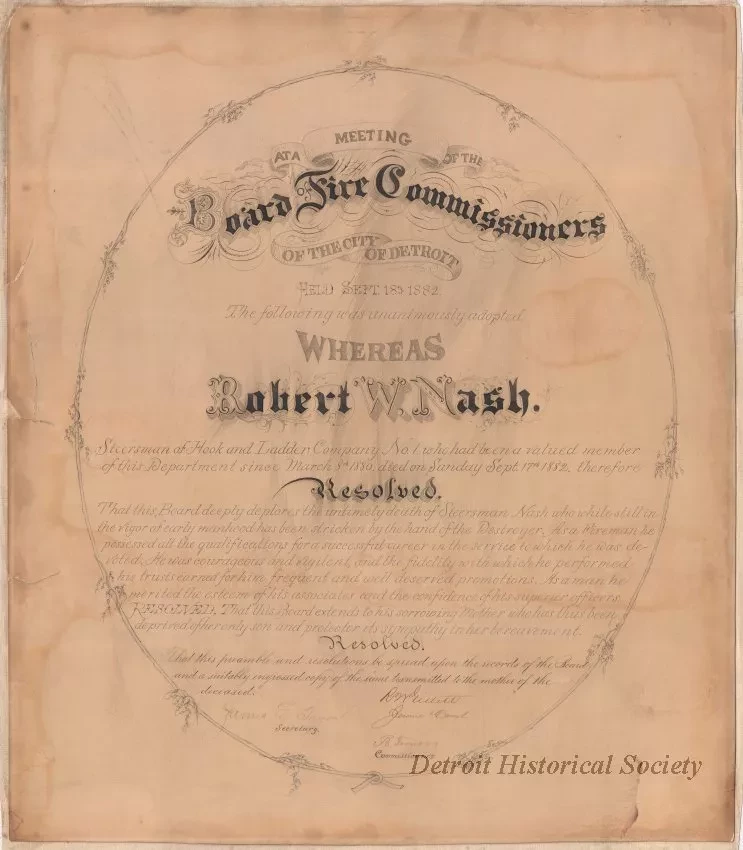 AT A MEETING OF THE
Board of Fire Commissioners
OF THE CITY OF DETROIT
HELD SEPT. 18th 1882.
The following was unanimously adopted
WHEREAS
Robert W. Nash.
Steersman of Hook and Ladder Company No. 1. who had been a valued member
of this Department since March died on Sunday Sept. 17th 1882. therefore
Resolved.
That this Board deeply deplores the untimely death of Steersman Nash who while still in
the vigor of early manhood has been stricken by the hand of the Destroyer. As a Fireman he
possessed all the qualifications for a successful career in the service to which he was de-
voted. He was courageous and vigilent, and the fidelity with which he performed
his trusts earned for him frequent and well deserved promotions. As a man he
merited the esteem of his associates and the confidence of his superior officers.
RESOLVED. That this Board extends to his sorrowing Mother who has thus been
deprived of her only son and protector its sympathy in her bereavement.
Resolved.
That this preamble and resolutions be spread upon the records of the Board
and a suitably engrossed copy of the same transmitted to the mother of the
deceased.
Secretary.
Detroit Historical Society